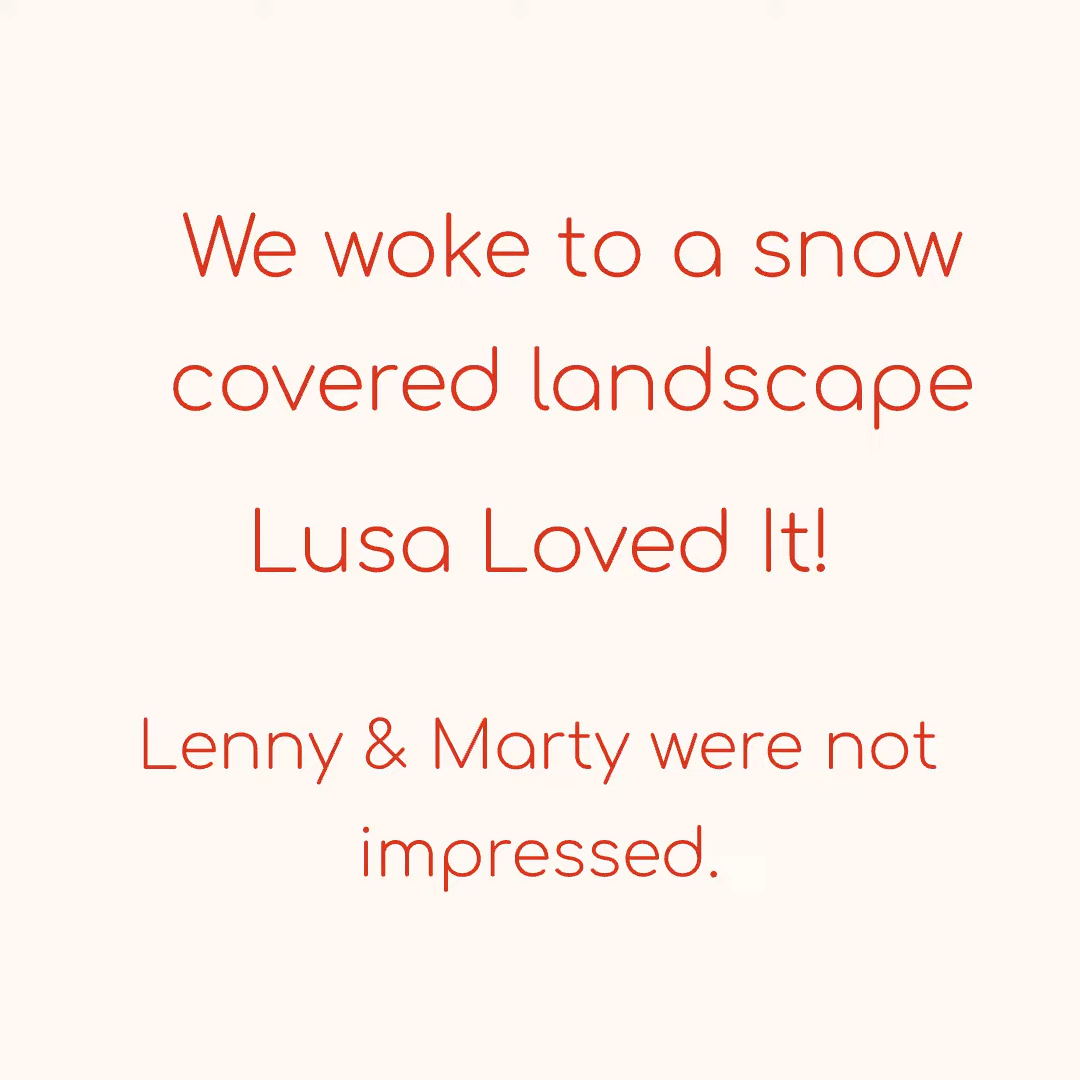 We woke to a snow
covered landscape
Lusa Loved It!
Lenny & Marty were not
impressed.